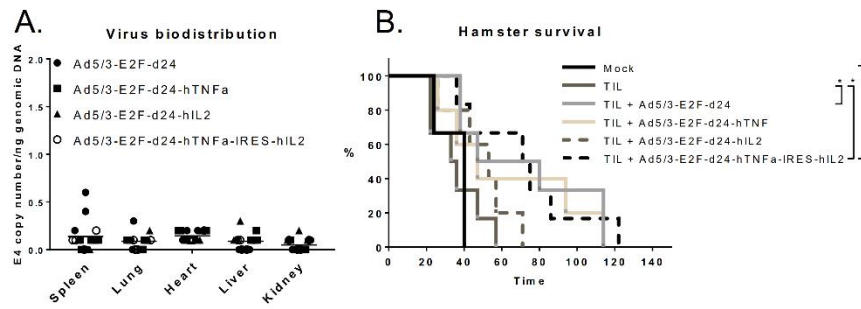 A.
Virus biodistribution
E4 copy number/ng genomic DNA
2.0
1.5
1.0
0.5
0.0
Ad5/3-E2F-d24
Ad5/3-E2F-d24-hTNFa
Ad5/3-E2F-d24-hIL2
Ad5/3-E2F-d24-hTNFa-IRES-hIL2
Spleen
Lung
Heart
Liver
Kidney
B.
Hamster survival
%
100
80
60
40
20
0
0 20 40 60 80 100 120 140
Time
Mock
TIL
TIL + Ad5/3-E2F-d24
TIL + Ad5/3-E2F-d24-hTNF
TIL + Ad5/3-E2F-d24-hIL2
TIL + Ad5/3-E2F-d24-hTNFa-IRES-hIL2
* *